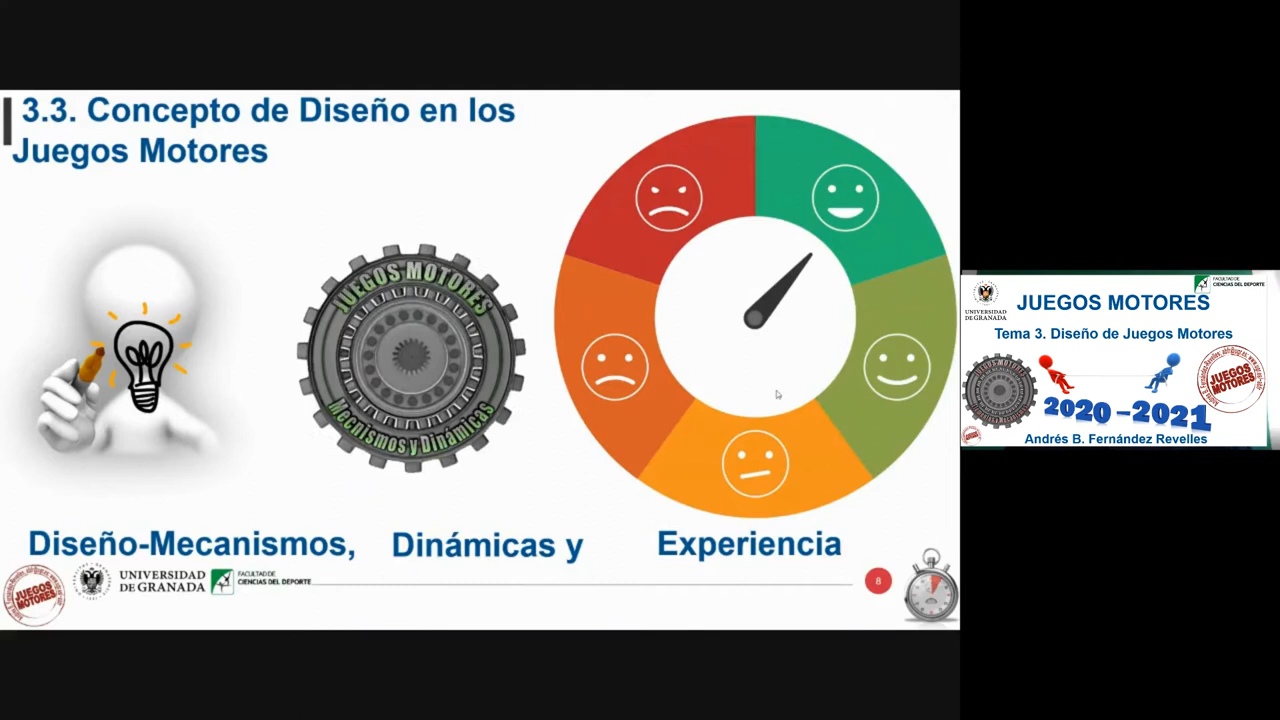 3.3. Concepto de Diseño en los
Juegos Motores
JUEGOS MOTORES
Mecnismos y Dinámicas
Diseño-Mecanismos, Dinámicas y Experiencia
JUEGOS
MOTORES
UNIVERSIDAD
DE GRANADA
FACULTAD DE
CIENCIAS DEL DEPORTE
8
FACULTAD DE
CIENCIAS DEL DEPORTE
UNIVERSIDAD
DE GRANADA
JUEGOS MOTORES
Tema 3. Diseño de Juegos Motores
JUEGOS
MOTORES
2020-2021
Andrés B. Fernández Revelles